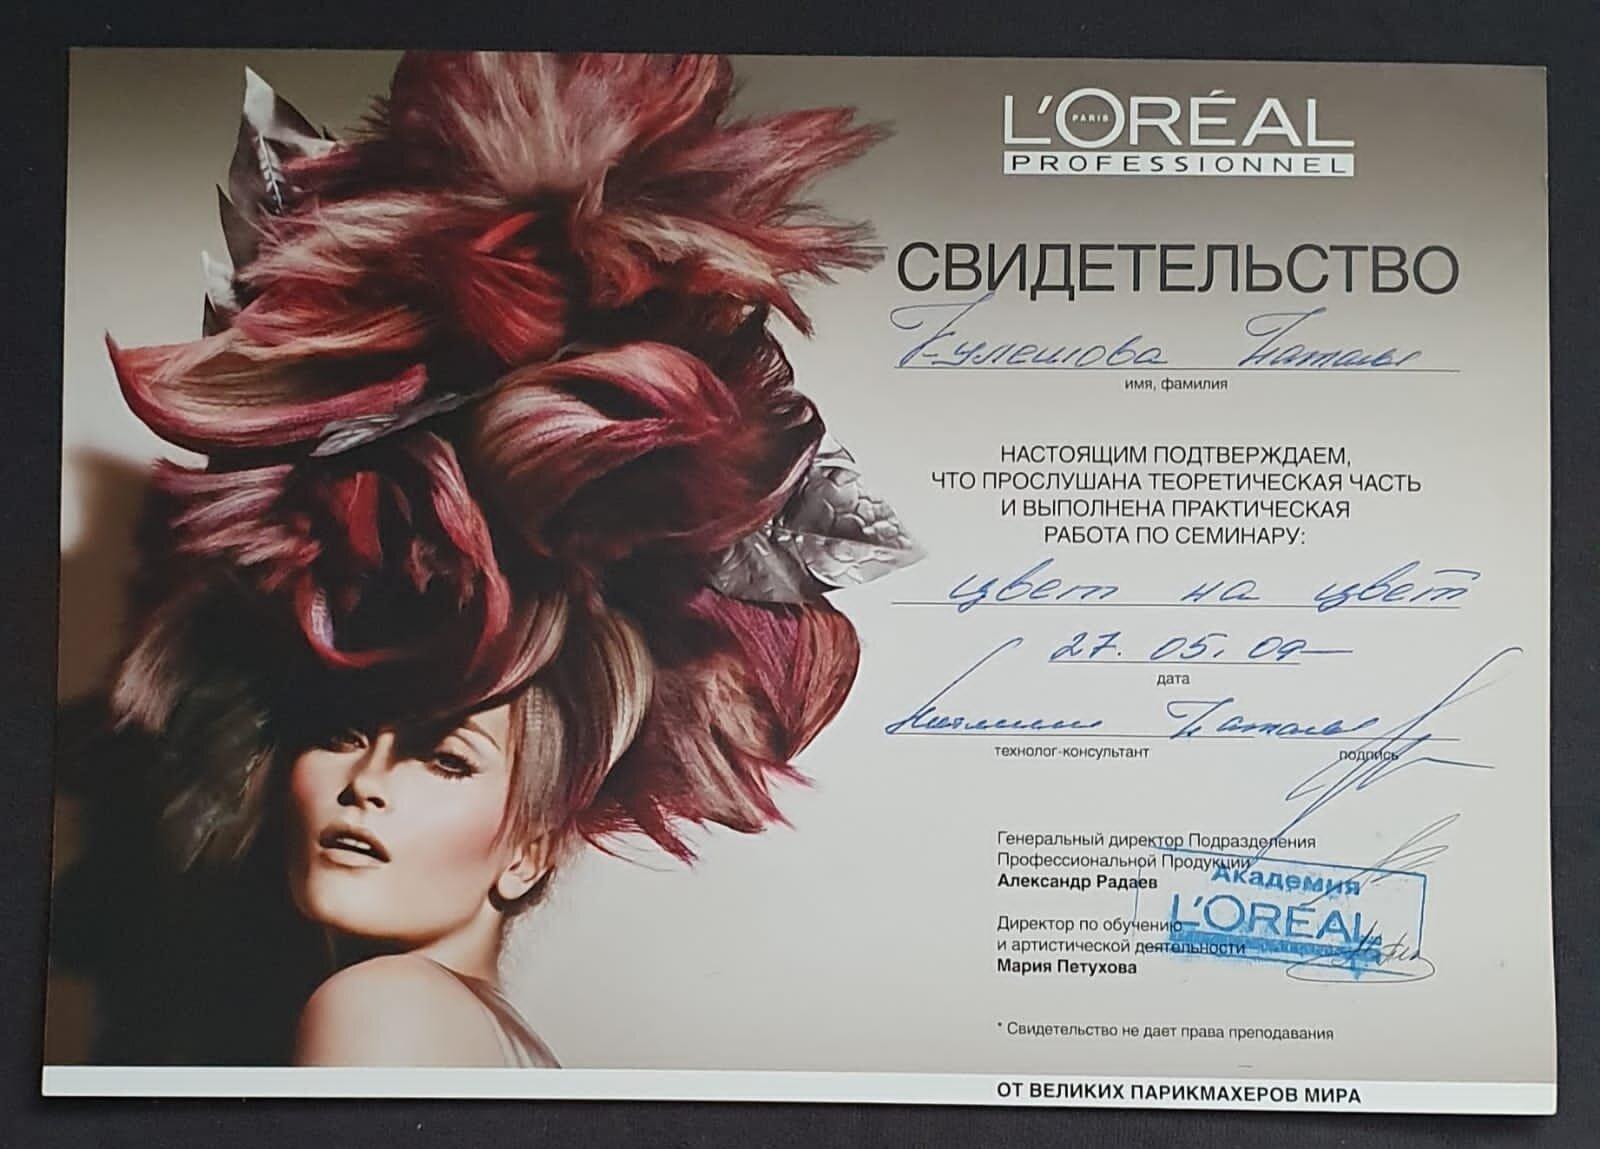 L'ORÉAL
PARIS
PROFESSIONNEL
СВИДЕТЕЛЬСТВО
Кулешова Наталья
имя, фамилия
НАСТОЯЩИМ ПОДТВЕРЖДАЕМ,
ЧТО ПРОСЛУШАНА ТЕОРЕТИЧЕСКАЯ ЧАСТЬ
И ВЫПОЛНЕНА ПРАКТИЧЕСКАЯ
РАБОТА ПО СЕМИНАРУ:
цвет на цвет
27. 05. 09
дата
Наталья
технолог-консультант подпись
Генеральный директор Подразделения
Профессиональной Продукции
Александр Радаев
Академия
L'ORÉAL
Директор по обучению
и артистической деятельности
Мария Петухова
* Свидетельство не дает права преподавания
ОТ ВЕЛИКИХ ПАРИКМАХЕРОВ МИРА